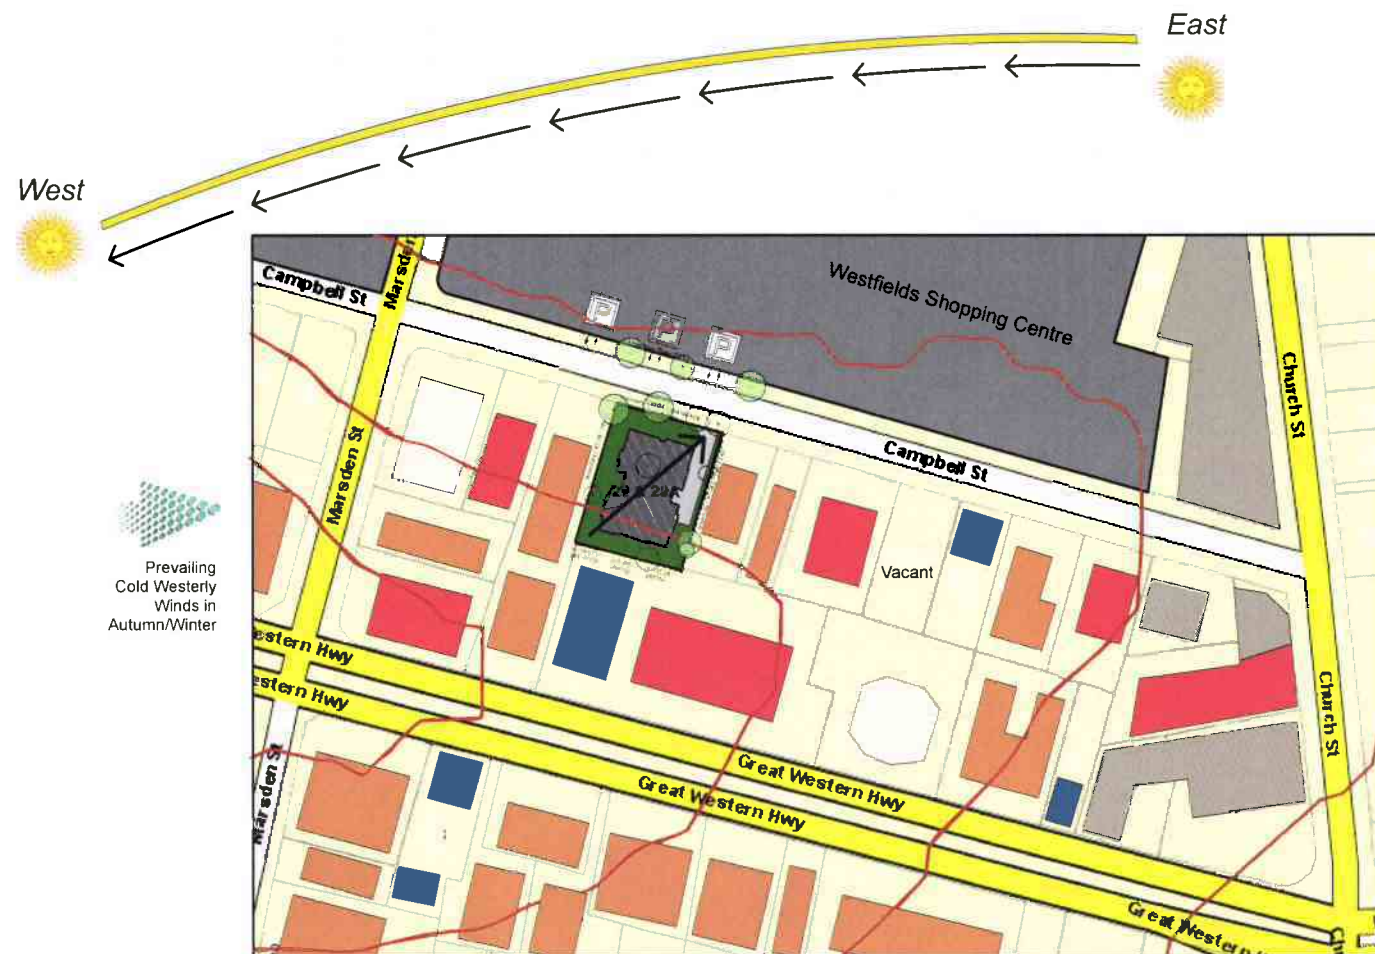 East
West
Westfields Shopping Centre
Campbell St
Marsden
P
P
P
Church St
Marsden St
Campbell St
Prevailing
Cold Westerly
Winds in
Autumn/Winter
Vacant
estern Hwy
estern Hwy
Church St
Marsden St
Great Western Hwy
Great Western Hwy
Great Western H